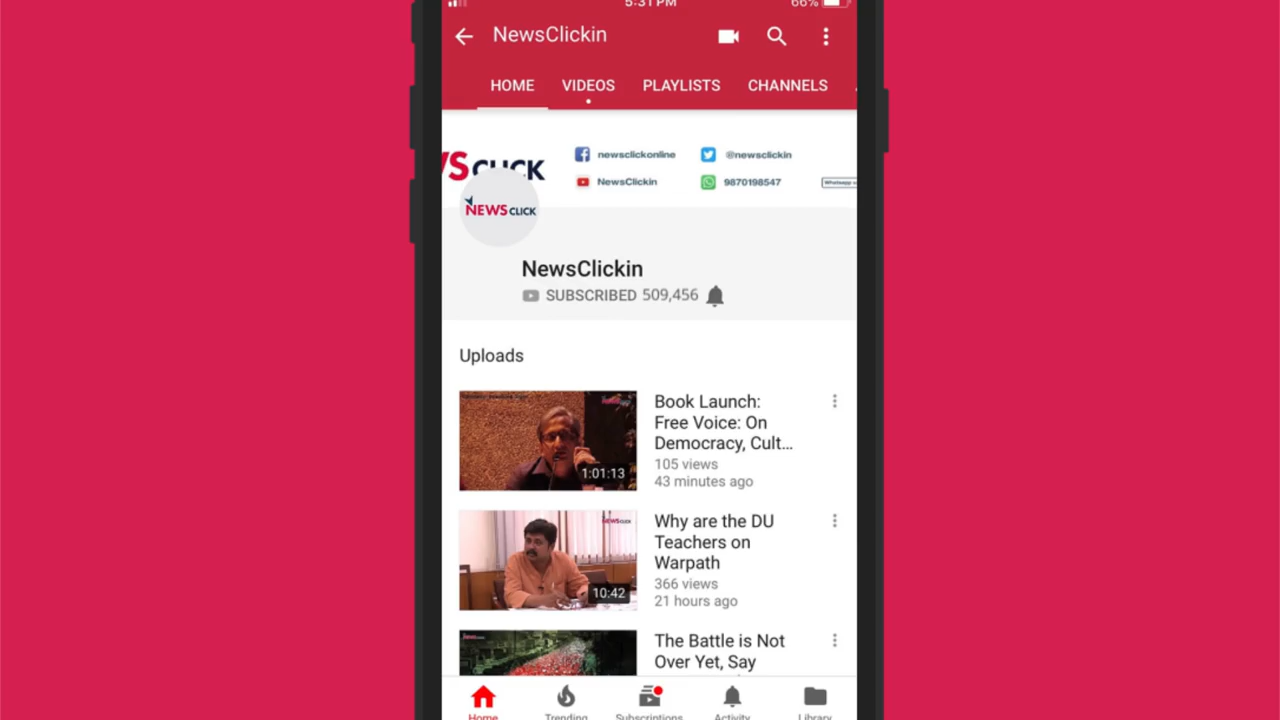 5:31 PM
66%
NewsClickin
HOME VIDEOS PLAYLISTS CHANNELS
CLICK
newsclickonline
@newsclickin
NewsClickin
9870198547
Whatsapp
NEWSCLICK
NewsClickin
SUBSCRIBED 509,456
Uploads
1:01:13
Book Launch:
Free Voice: On
Democracy, Cult...
105 views
43 minutes ago
NEWSCLICK
10:42
Why are the DU
Teachers on
Warpath
366 views
21 hours ago
The Battle is Not
Over Yet, Say
Home Trending Subscriptions Activity Library